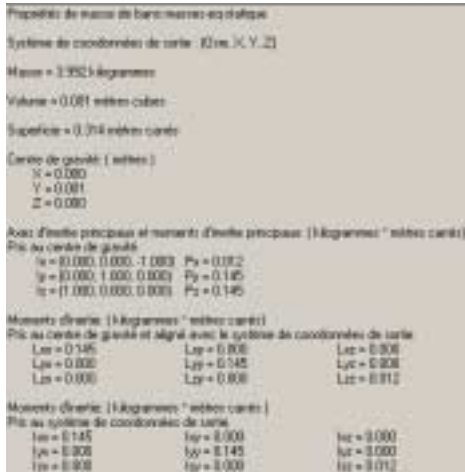 Propriétés de masse de barre masses-eq statique
Système de coordonnées de sortie : X, Y, Z
Masse = 3.992 kilogrammes
Volume = 0.001 mètres cubes
Superficie = 0.314 mètres carrés
Centre de gravité: ( mètres )
X = 0.000
Y = 0.001
Z = 0.000
Axes d'inertie principaux et moments d'inertie principaux: ( kilogrammes * mètres carrés )
Pris au centre de gravité.
Ix = (0.000, 0.000, -1.000) Px = 0.012
Iy = (0.000, 1.000, 0.000) Py = 0.145
Iz = (1.000, 0.000, 0.000) Pz = 0.145
Moments d'inertie: ( kilogrammes * mètres carrés )
Pris au centre de gravité et aligné avec le système de coordonnées de sortie
Lxx = 0.145 Lxy = 0.000 Lxz = 0.000
Lyx = 0.000 Lyy = 0.145 Lyz = 0.000
Lzx = 0.000 Lzy = 0.000 Lzz = 0.012
Moments d'inertie: ( kilogrammes * mètres carrés )
Pris au système de coordonnées de sortie
Ixx = 0.145 Ixy = 0.000 Ixz = 0.000
Iyx = 0.000 Iyy = 0.145 Iyz = 0.000
Izx = 0.000 Izy = 0.000 Izz = 0.012